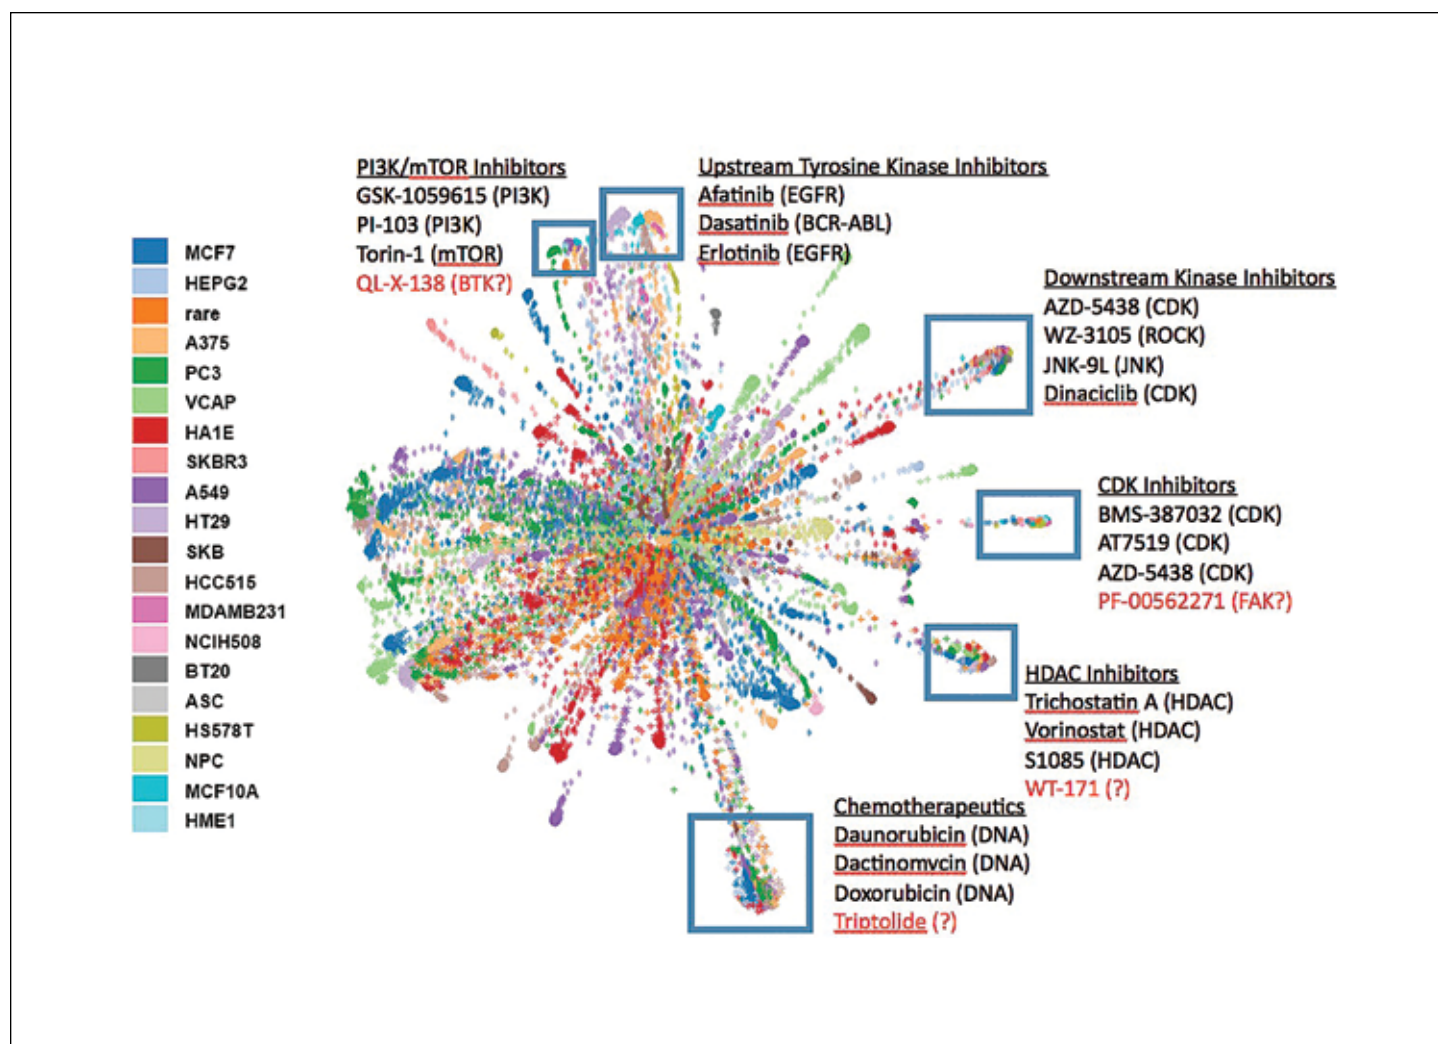 PI3K/mTOR Inhibitors
GSK-1059615 (PI3K)
PI-103 (PI3K)
Torin-1 (mTOR)
QL-X-138 (BTK?)
Upstream Tyrosine Kinase Inhibitors
Afatinib (EGFR)
Dasatinib (BCR-ABL)
Erlotinib (EGFR)
MCF7
HEPG2
rare
A375
PC3
VCAP
HA1E
SKBR3
A549
HT29
SKB
HCC515
MDAMB231
NCIH508
BT20
ASC
HS578T
NPC
MCF10A
HME1
Downstream Kinase Inhibitors
AZD-5438 (CDK)
WZ-3105 (ROCK)
JNK-9L (JNK)
Dinaciclib (CDK)
CDK Inhibitors
BMS-387032 (CDK)
AT7519 (CDK)
AZD-5438 (CDK)
PF-00562271 (FAK?)
HDAC Inhibitors
Trichostatin A (HDAC)
Vorinostat (HDAC)
S1085 (HDAC)
WT-171 (?)
Chemotherapeutics
Daunorubicin (DNA)
Dactinomycin (DNA)
Doxorubicin (DNA)
Triptolide (?)